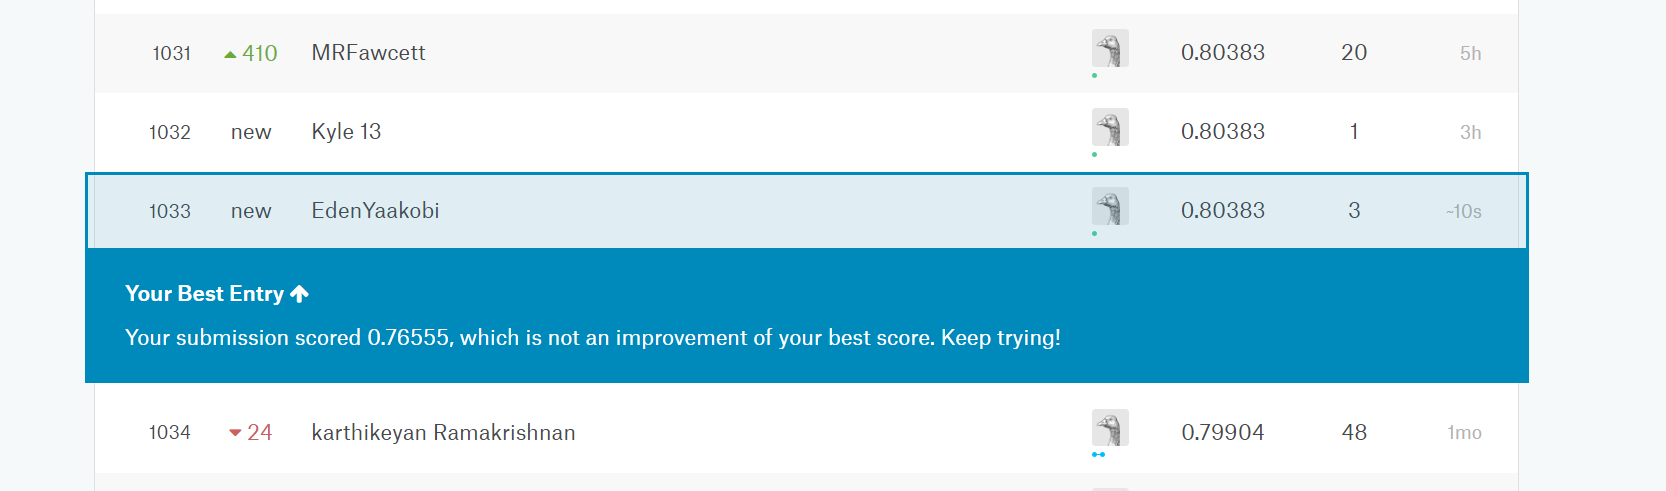 1031 410 MRFawcett 0.80383 20 5h
1032 new Kyle 13 0.80383 1 3h
1033 new EdenYaakobi 0.80383 3 ~10s
Your Best Entry
Your submission scored 0.76555, which is not an improvement of your best score. Keep trying!
1034 24 karthikeyan Ramakrishnan 0.79904 48 1mo